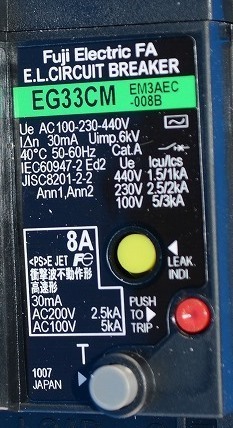 Fuji Electric FA
E.L.CIRCUIT BREAKER
EG33CM EM3AEC
-008B
Ue AC100-230-440V
IΔn 30mA Uimp.6kV
40°C 50-60Hz Cat.A
IEC60947-2 Ed2 Ue Icu/Ics
JISC8201-2-2 440V 1.5/1kA
Ann1,Ann2 230V 2.5/2kA
100V 5/3kA
8A
<PS>E JET Fe
衝撃波不動作形
高速形
30mA
AC200V 2.5kA
AC100V 5kA
LEAK.
INDI.
PUSH
TO
TRIP
T
1007
JAPAN